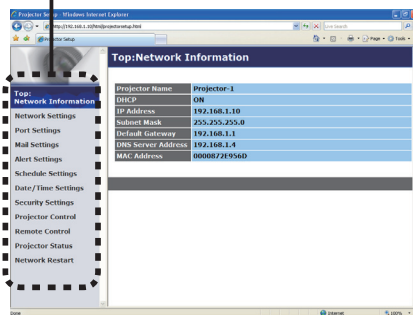 Projector Setup - Windows Internet Explorer
http://192.168.1.10/html/projectorsetup.html
Live Search
Projector Setup
Page
Tools
Top:
Network Information
Network Settings
Port Settings
Mail Settings
Alert Settings
Schedule Settings
Date/Time Settings
Security Settings
Projector Control
Remote Control
Projector Status
Network Restart
Top:Network Information
Projector Name Projector-1
DHCP ON
IP Address 192.168.1.10
Subnet Mask 255.255.255.0
Default Gateway 192.168.1.1
DNS Server Address 192.168.1.4
MAC Address 0000872E956D
Done
Internet
100%